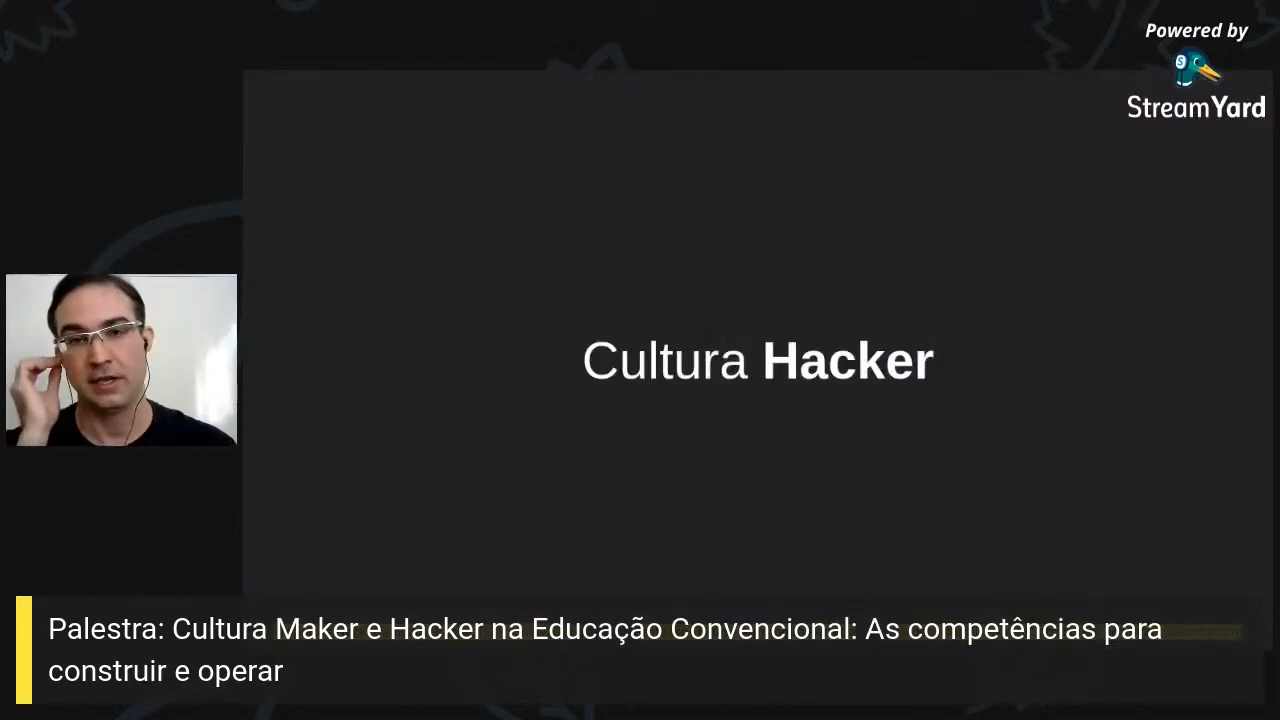 Powered by
StreamYard
Cultura Hacker
Palestra: Cultura Maker e Hacker na Educação Convencional: As competências para
construir e operar